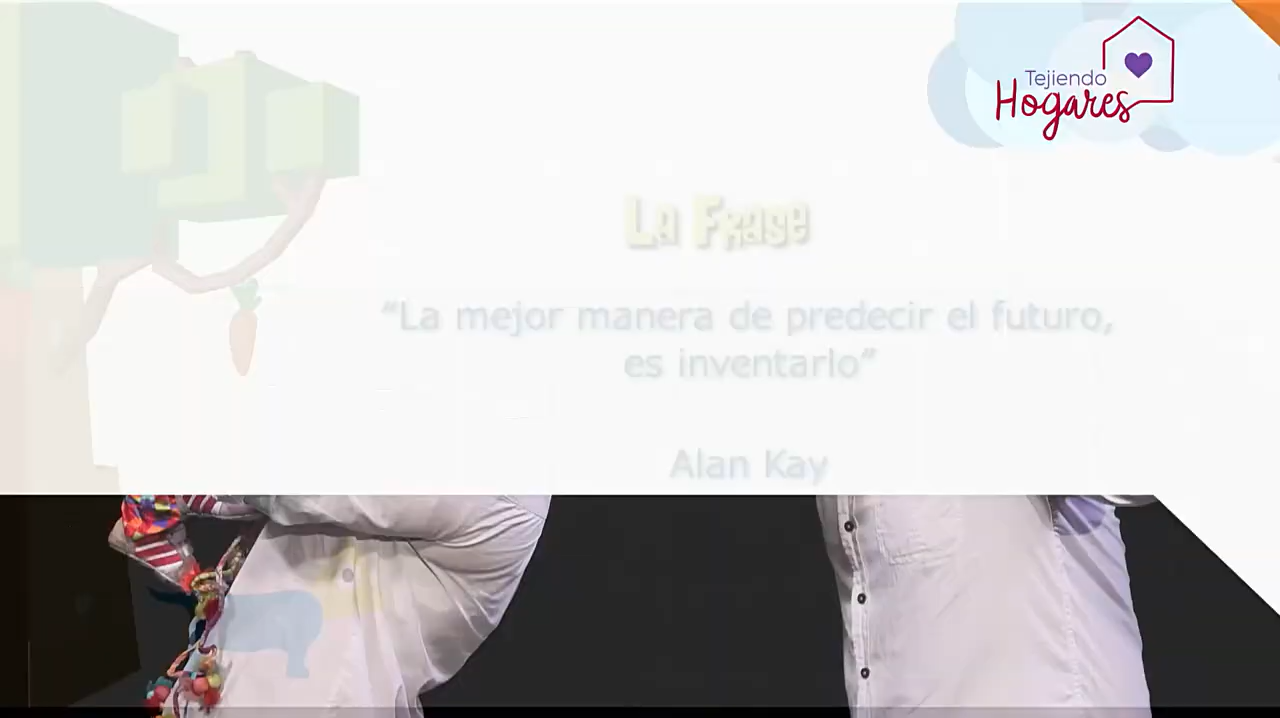 Tejiendo
Hogares
La Frase
“La mejor manera de predecir el futuro,
es inventarlo”
Alan Kay